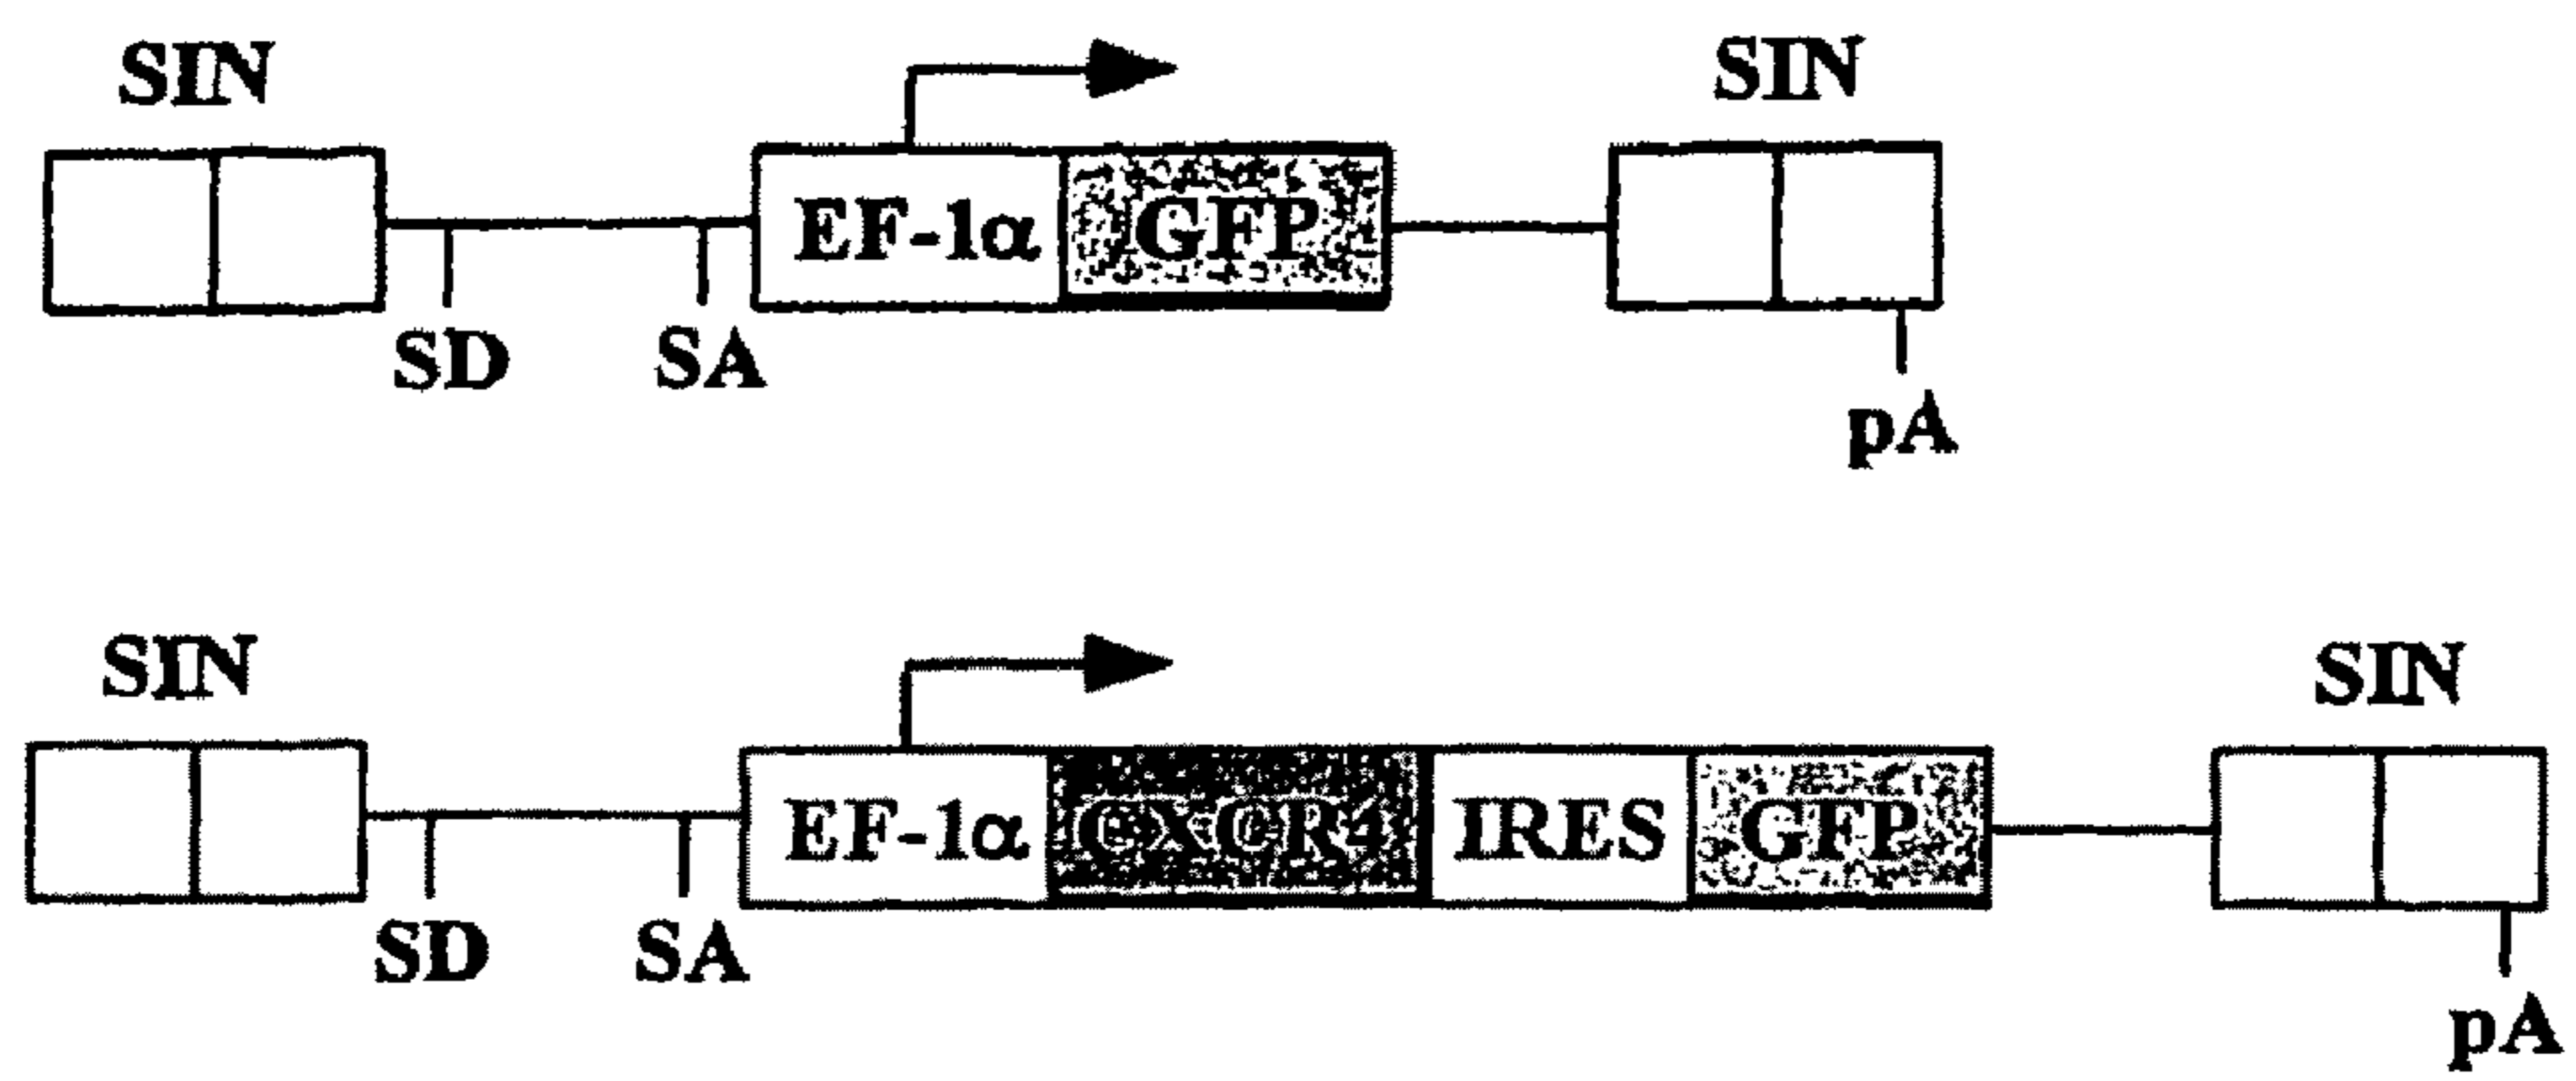 SIN SIN
EF-1α GFP
SD SA
pA
SIN SIN
EF-1α CXCR4 IRES GFP
SD SA
pA